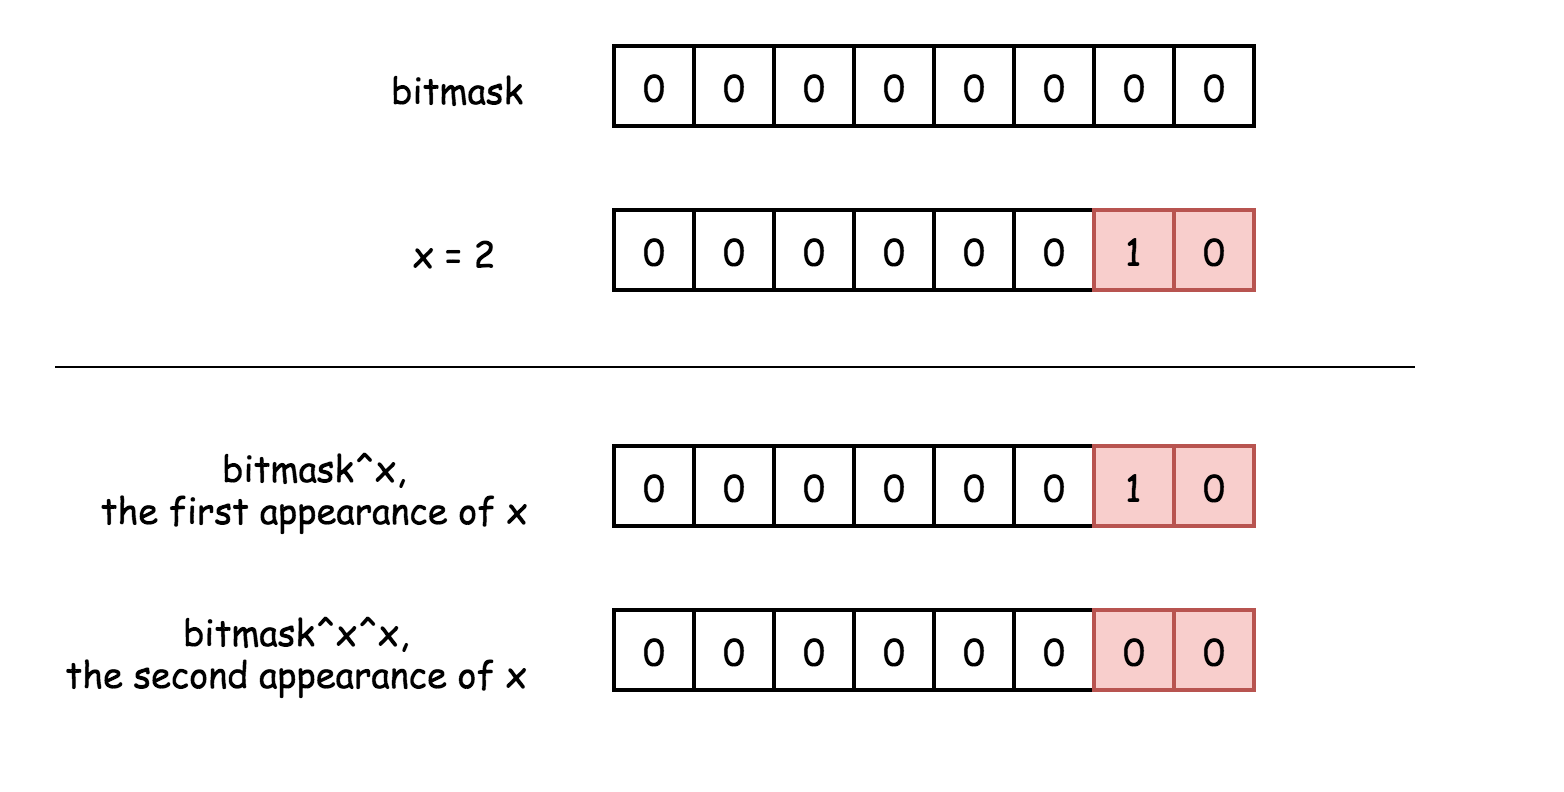 bitmask 0 0 0 0 0 0 0 0
x = 2 0 0 0 0 0 0 1 0
bitmask^x,
the first appearance of x 0 0 0 0 0 0 1 0
bitmask^x^x,
the second appearance of x 0 0 0 0 0 0 0 0